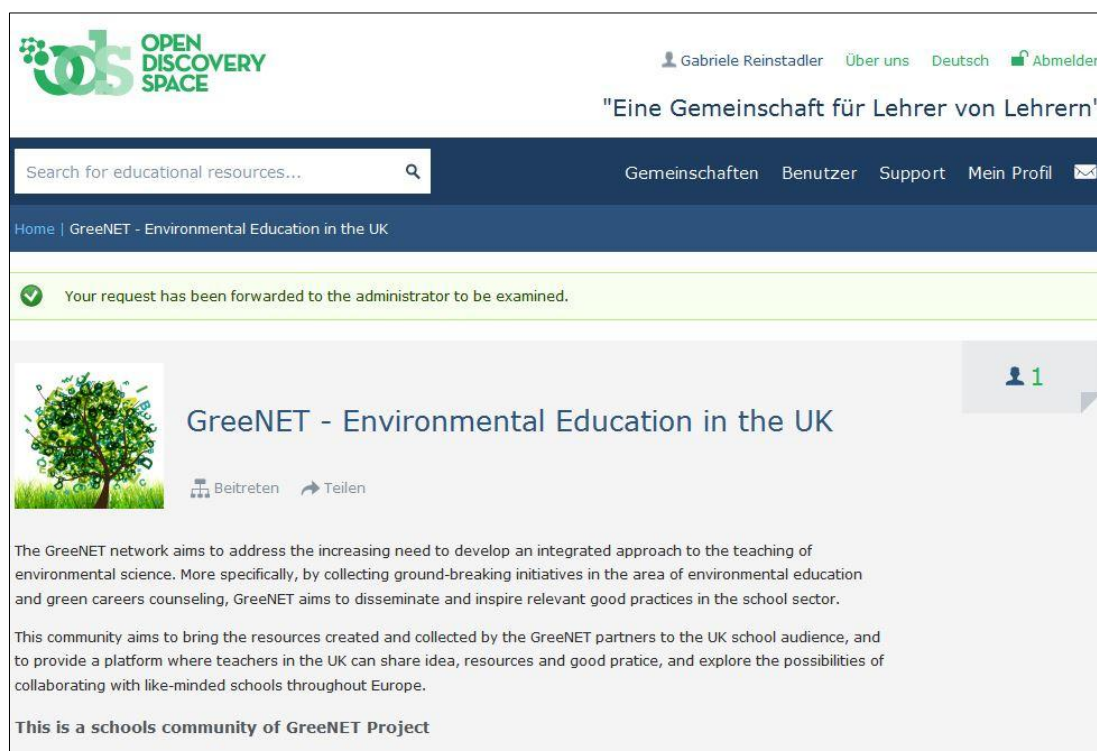 ods OPEN
DISCOVERY
SPACE
Gabriele Reinstadler Über uns Deutsch Abmelden
"Eine Gemeinschaft für Lehrer von Lehrern"
Search for educational resources...
Gemeinschaften Benutzer Support Mein Profil
Home | GreeNET - Environmental Education in the UK
Your request has been forwarded to the administrator to be examined.
1
GreeNET - Environmental Education in the UK
Beitreten Teilen
The GreeNET network aims to address the increasing need to develop an integrated approach to the teaching of
environmental science. More specifically, by collecting ground-breaking initiatives in the area of environmental education
and green careers counseling, GreeNET aims to disseminate and inspire relevant good practices in the school sector.
This community aims to bring the resources created and collected by the GreeNET partners to the UK school audience, and
to provide a platform where teachers in the UK can share idea, resources and good pratice, and explore the possibilities of
collaborating with like-minded schools throughout Europe.
This is a schools community of GreeNET Project